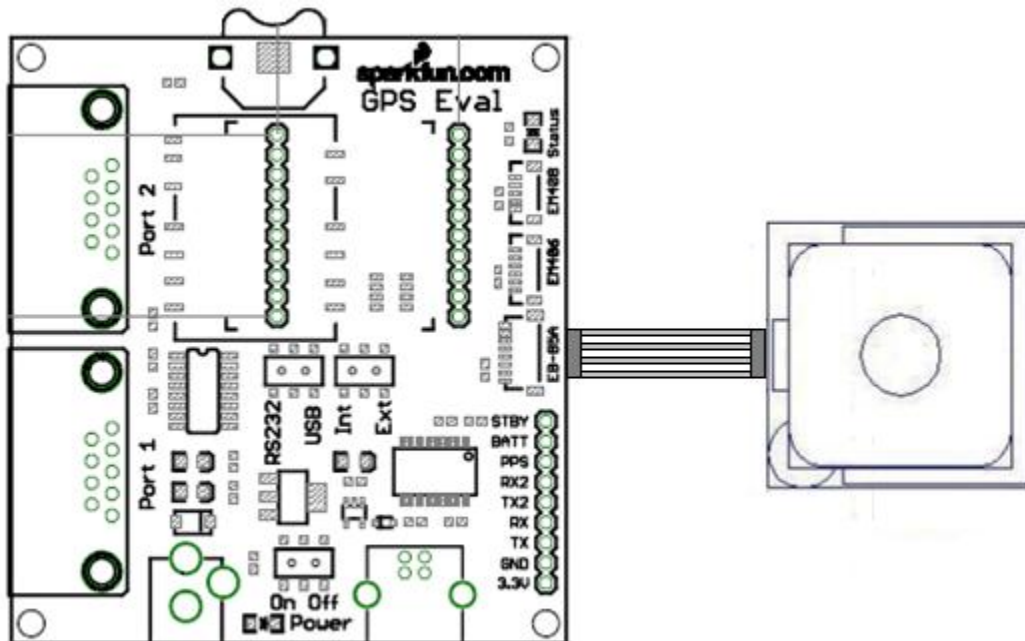 sparkfun.com
GPS Eval
Status
EM408
Port 2
EM406
EB-85A
RS232
USB
Int
Ext
STBY
BATT
PPS
RX2
TX2
RX
TX
GND
3.3V
Port 1
On Off
Power